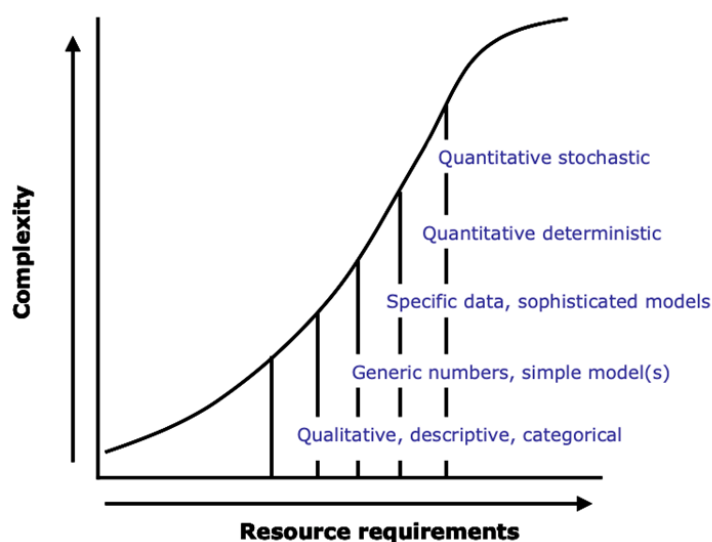 Complexity
Quantitative stochastic
Quantitative deterministic
Specific data, sophisticated models
Generic numbers, simple model(s)
Qualitative, descriptive, categorical
Resource requirements